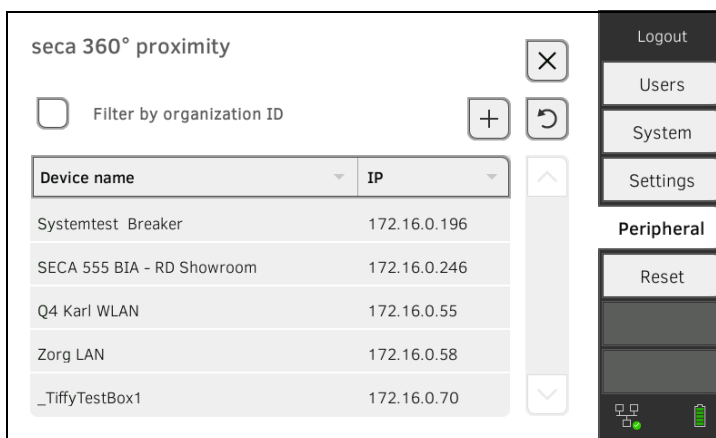 seca 360° proximity
Filter by organization ID
Device name IP
Systemtest Breaker 172.16.0.196
SECA 555 BIA - RD Showroom 172.16.0.246
Q4 Karl WLAN 172.16.0.55
Zorg LAN 172.16.0.58
_TiffyTestBox1 172.16.0.70
Logout
Users
System
Settings
Peripheral
Reset